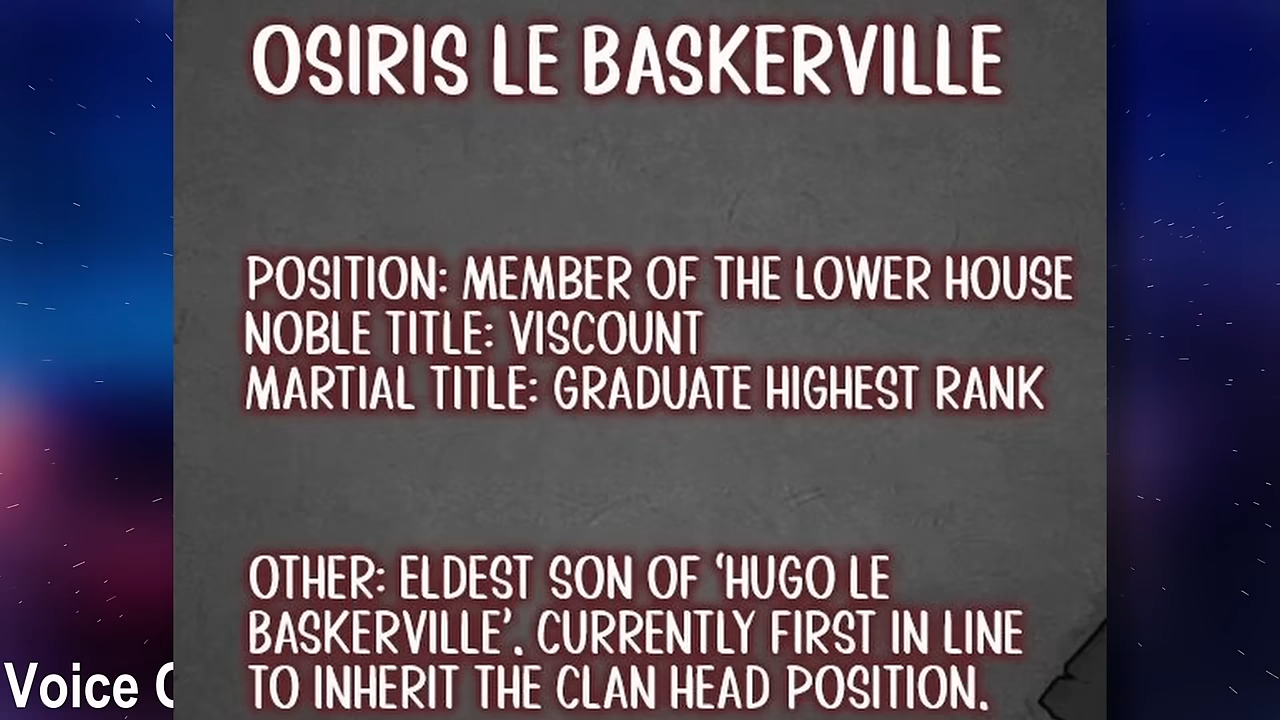 OSIRIS LE BASKERVILLE
POSITION: MEMBER OF THE LOWER HOUSE
NOBLE TITLE: VISCOUNT
MARTIAL TITLE: GRADUATE HIGHEST RANK
OTHER: ELDEST SON OF ‘HUGO LE
BASKERVILLE’. CURRENTLY FIRST IN LINE
TO INHERIT THE CLAN HEAD POSITION.
Voice